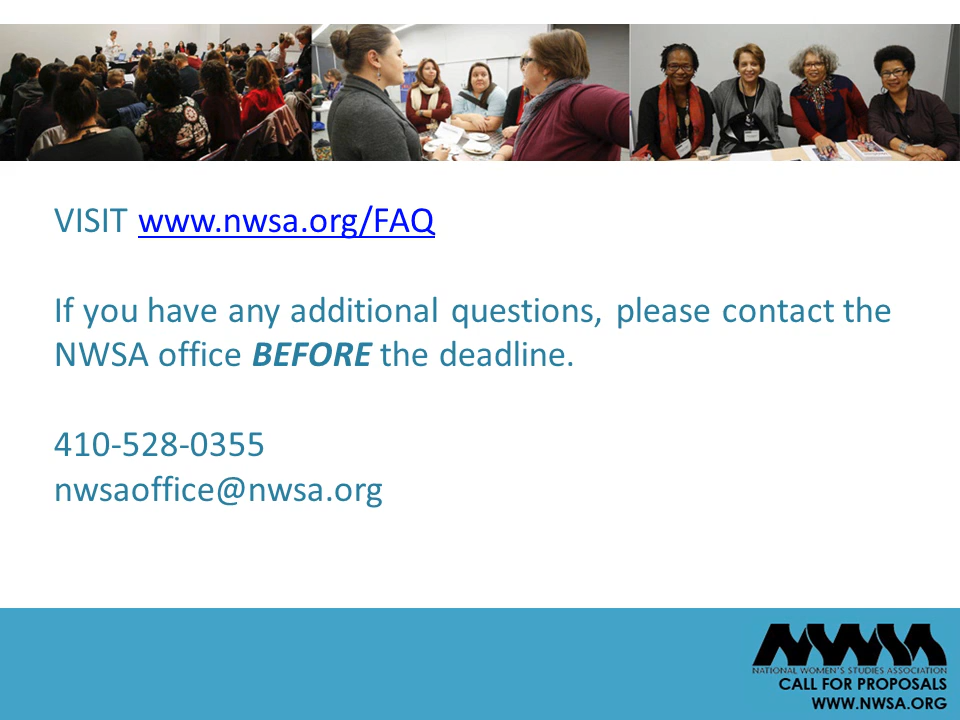 VISIT www.nwsa.org/FAQ
If you have any additional questions, please contact the
NWSA office BEFORE the deadline.
410-528-0355
nwsaoffice@nwsa.org
NWSA
NATIONAL WOMEN'S STUDIES ASSOCIATION
CALL FOR PROPOSALS
WWW.NWSA.ORG